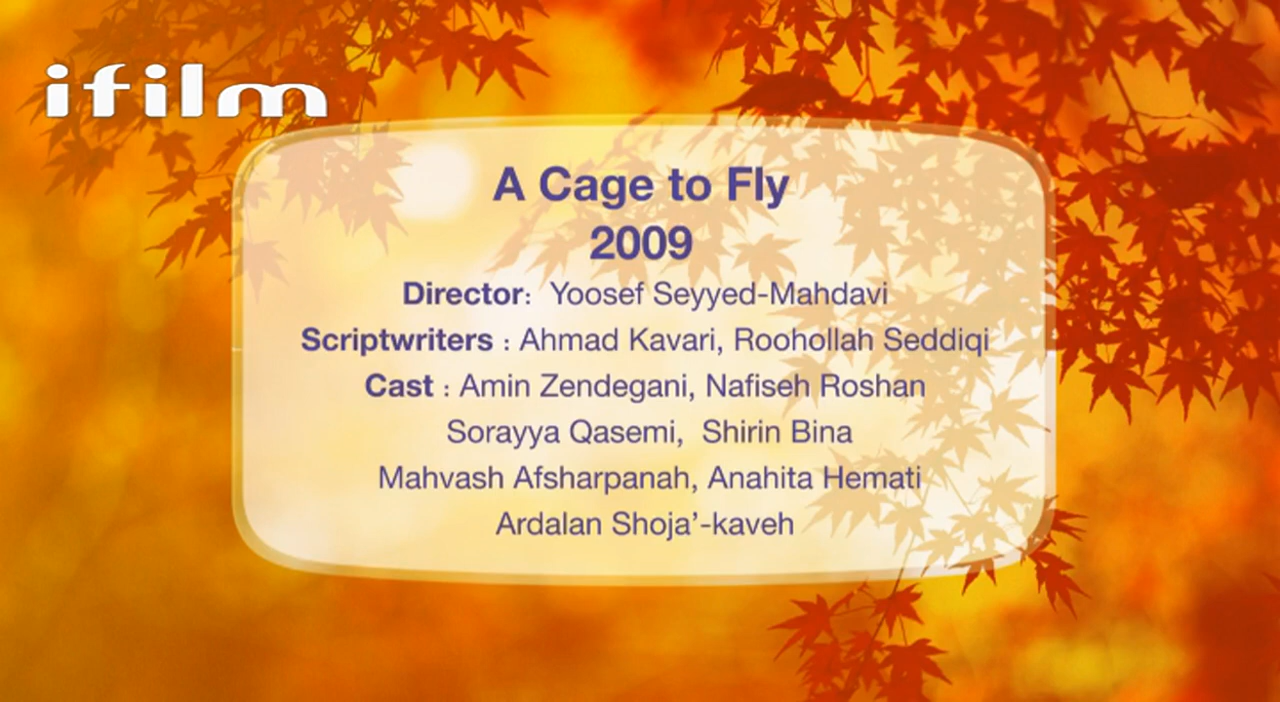 ifilm
A Cage to Fly
2009
Director:  Yoosef Seyyed-Mahdavi
Scriptwriters : Ahmad Kavari, Roohollah Seddiqi
Cast : Amin Zendegani, Nafiseh Roshan
Sorayya Qasemi,  Shirin Bina
Mahvash Afsharpanah, Anahita Hemati
Ardalan Shoja’-kaveh